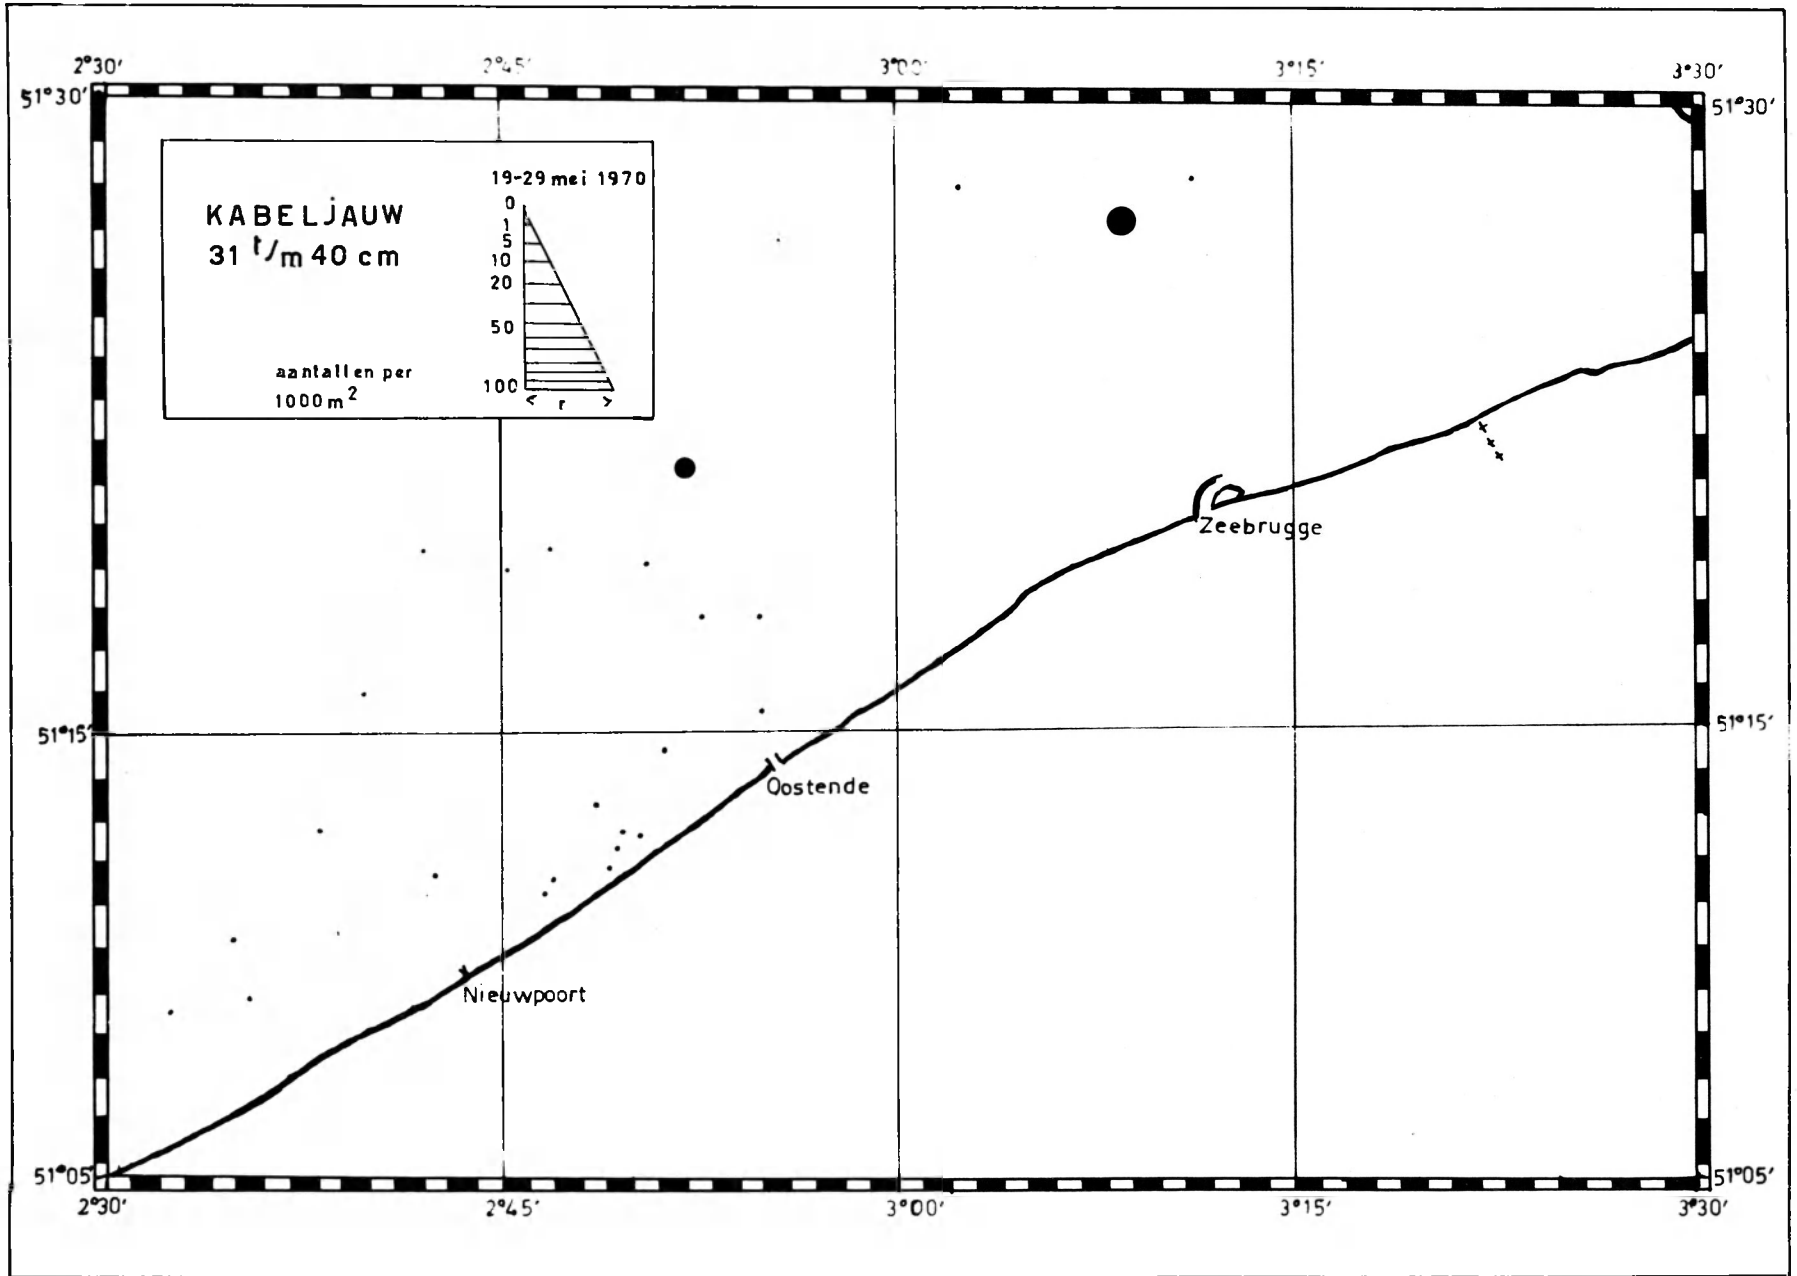 2°30′ 2°45′ 3°00′ 3°15′ 3°30′
51°30′ 51°30′
19-29 mei 1970
KABELJAUW
31 t/m 40 cm
0
1
5
10
20
50
100
< r >
aantallen per
1000 m²
Zeebrugge
51°15′ 51°15′
Oostende
Nieuwpoort
51°05′ 51°05′
2°30′ 2°45′ 3°00′ 3°15′ 3°30′